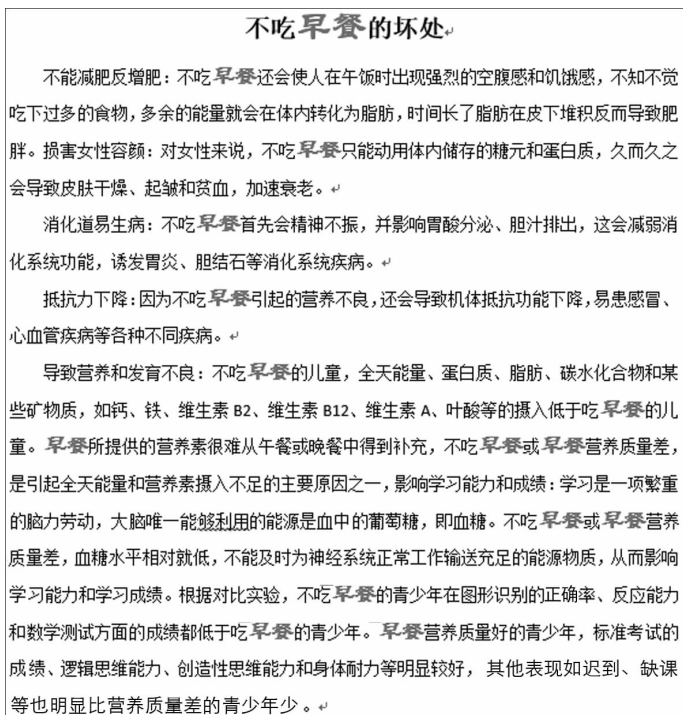 不吃早餐的坏处
不能减肥反增肥：不吃早餐还会使人在午饭时出现强烈的空腹感和饥饿感，不知不觉
吃下过多的食物，多余的能量就会在体内转化为脂肪，时间长了脂肪在皮下堆积反而导致肥
胖。损害女性容颜：对女性来说，不吃早餐只能动用体内储存的糖元和蛋白质，久而久之
会导致皮肤干燥、起皱和贫血，加速衰老。
消化道易生病：不吃早餐首先会精神不振，并影响胃酸分泌、胆汁排出，这会减弱消
化系统功能，诱发胃炎、胆结石等消化系统疾病。
抵抗力下降：因为不吃早餐引起的营养不良，还会导致机体抵抗功能下降，易患感冒、
心血管疾病等各种不同疾病。
导致营养和发育不良：不吃早餐的儿童，全天能量、蛋白质、脂肪、碳水化合物和某
些矿物质，如钙、铁、维生素 B2、维生素 B12、维生素 A、叶酸等的摄入低于吃早餐的儿
童。早餐所提供的营养素很难从午餐或晚餐中得到补充，不吃早餐或早餐营养质量差，
是引起全天能量和营养素摄入不足的主要原因之一，影响学习能力和成绩：学习是一项繁重
的脑力劳动，大脑唯一能够利用的能源是血中的葡萄糖，即血糖。不吃早餐或早餐营养
质量差，血糖水平相对就低，不能及时为神经系统正常工作输送充足的能源物质，从而影响
学习能力和学习成绩。根据对比实验，不吃早餐的青少年在图形识别的正确率、反应能力
和数学测试方面的成绩都低于吃早餐的青少年。早餐营养质量好的青少年，标准考试的
成绩、逻辑思维能力、创造性思维能力和身体耐力等明显较好，其他表现如迟到、缺课
等也明显比营养质量差的青少年少。